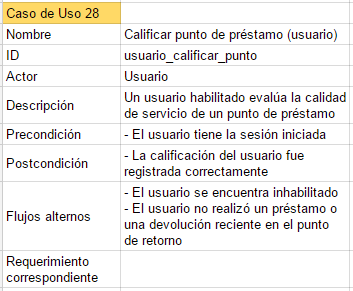 Caso de Uso 28
Nombre Calificar punto de préstamo (usuario)
ID usuario_calificar_punto
Actor Usuario
Descripción Un usuario habilitado evalúa la calidad
de servicio de un punto de préstamo
Precondición - El usuario tiene la sesión iniciada
Postcondición - La calificación del usuario fue
registrada correctamente
Flujos alternos - El usuario se encuentra inhabilitado
- El usuario no realizó un préstamo o
una devolución reciente en el punto
de retorno
Requerimiento
correspondiente